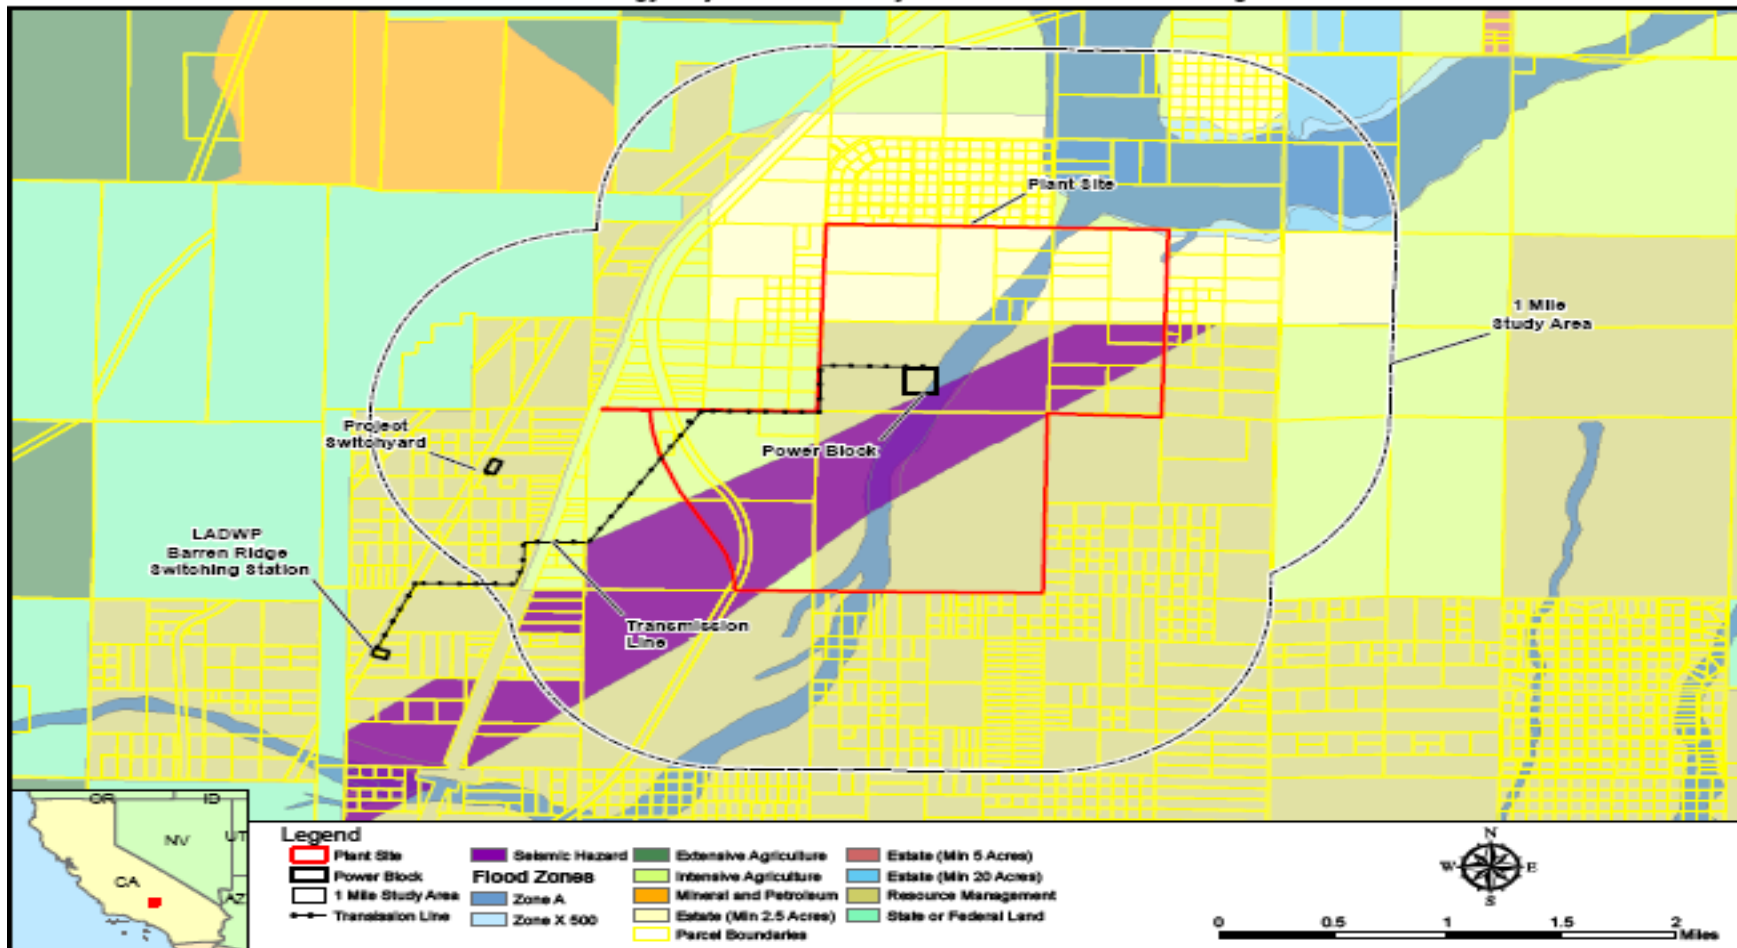 Plant Site
1 Mile
Study Area
Project
Switchyard
Power Block
LADWP
Barren Ridge
Switching Station
Transmission
Line
OR
ID
NV
UT
CA
AZ
Legend
Plant Site
Power Block
1 Mile Study Area
Transission Line
Seismic Hazard
Flood Zones
Zone A
Zone X 500
Extensive Agriculture
Intensive Agriculture
Mineral and Petroleum
Estate (Min 2.5 Acres)
Parcel Boundaries
Estate (Min 5 Acres)
Estate (Min 20 Acres)
Resource Management
State or Federal Land
N
W
E
S
0 0.5 1 1.5 2
Miles